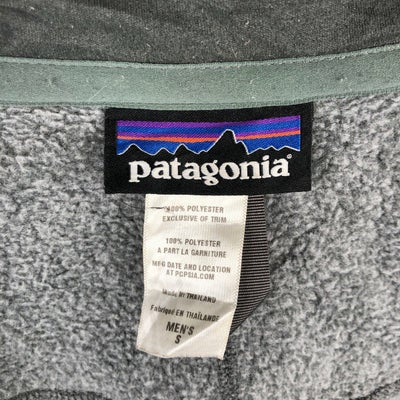 patagonia
100% POLYESTER
EXCLUSIVE OF TRIM
100% POLYESTER
A PART LA GARNITURE
MFG DATE AND LOCATION
AT PCPSIA.COM
Made in THAILAND
Fabriqué EN THAÏLANDE
MEN'S
S